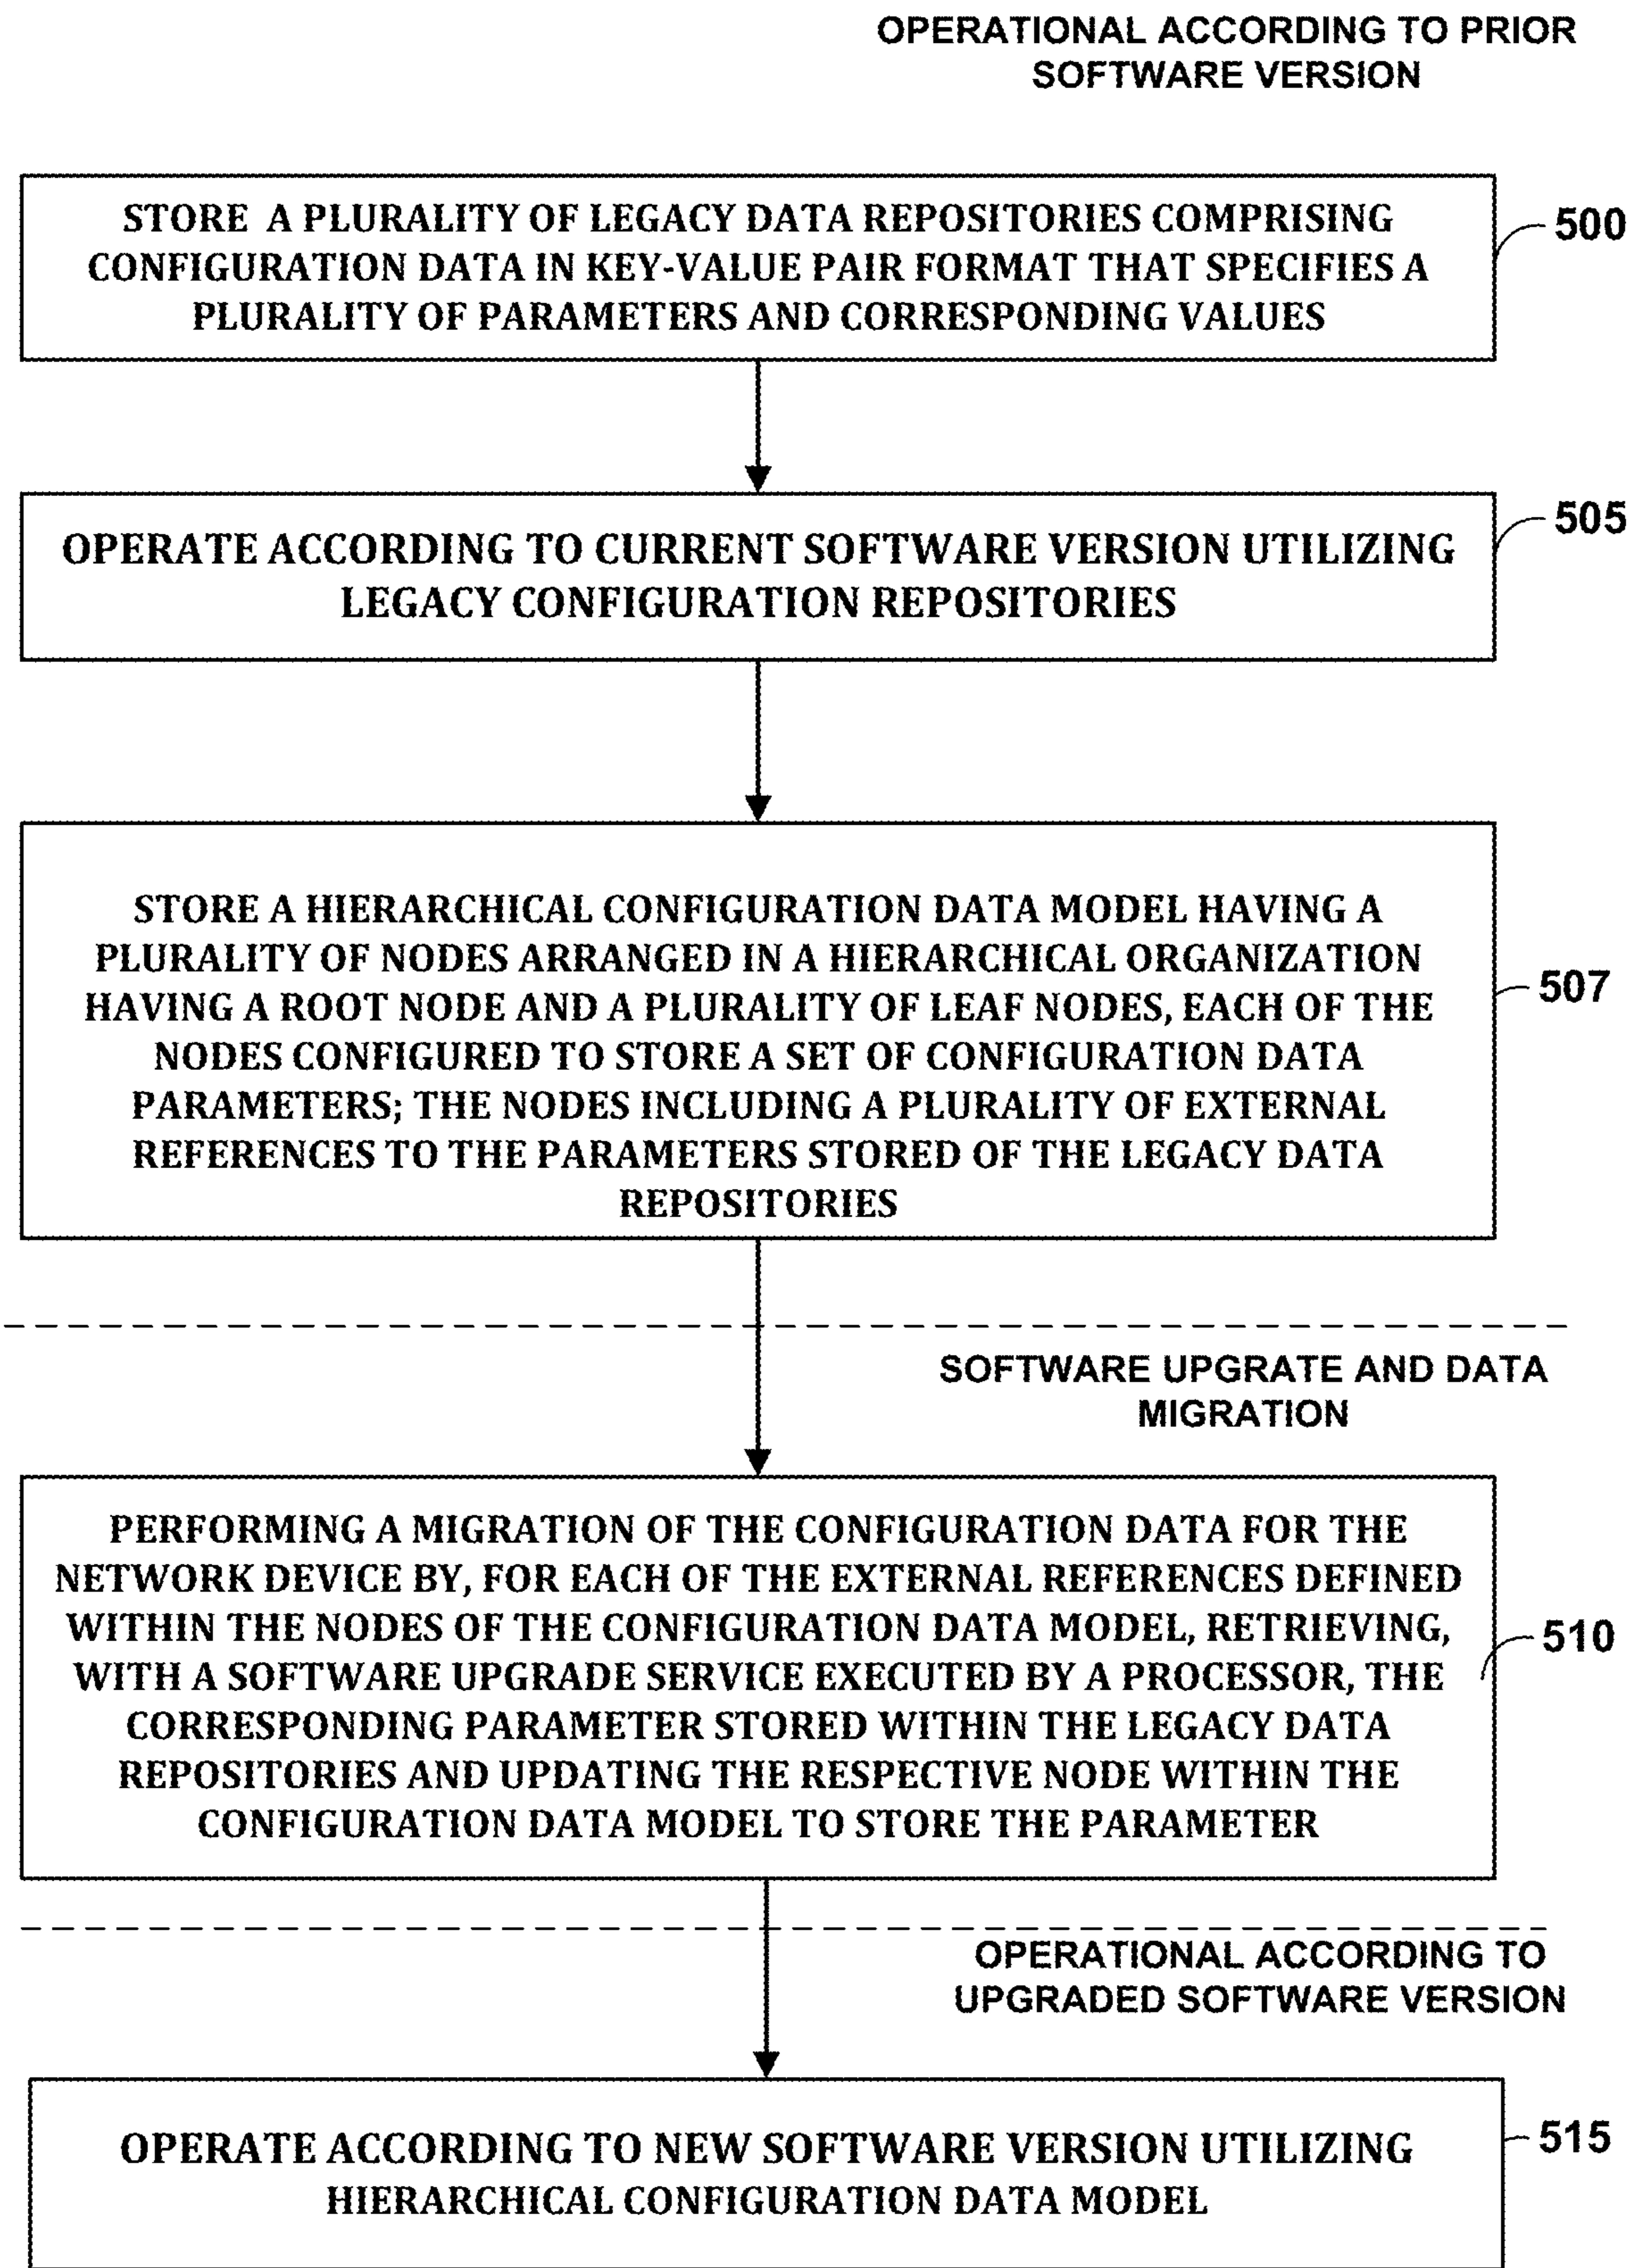 OPERATIONAL ACCORDING TO PRIOR
SOFTWARE VERSION
STORE A PLURALITY OF LEGACY DATA REPOSITORIES COMPRISING
CONFIGURATION DATA IN KEY-VALUE PAIR FORMAT THAT SPECIFIES A
PLURALITY OF PARAMETERS AND CORRESPONDING VALUES
500
OPERATE ACCORDING TO CURRENT SOFTWARE VERSION UTILIZING
LEGACY CONFIGURATION REPOSITORIES
505
STORE A HIERARCHICAL CONFIGURATION DATA MODEL HAVING A
PLURALITY OF NODES ARRANGED IN A HIERARCHICAL ORGANIZATION
HAVING A ROOT NODE AND A PLURALITY OF LEAF NODES, EACH OF THE
NODES CONFIGURED TO STORE A SET OF CONFIGURATION DATA
PARAMETERS; THE NODES INCLUDING A PLURALITY OF EXTERNAL
REFERENCES TO THE PARAMETERS STORED OF THE LEGACY DATA
REPOSITORIES
507
SOFTWARE UPGRATE AND DATA
MIGRATION
PERFORMING A MIGRATION OF THE CONFIGURATION DATA FOR THE
NETWORK DEVICE BY, FOR EACH OF THE EXTERNAL REFERENCES DEFINED
WITHIN THE NODES OF THE CONFIGURATION DATA MODEL, RETRIEVING,
WITH A SOFTWARE UPGRADE SERVICE EXECUTED BY A PROCESSOR, THE
CORRESPONDING PARAMETER STORED WITHIN THE LEGACY DATA
REPOSITORIES AND UPDATING THE RESPECTIVE NODE WITHIN THE
CONFIGURATION DATA MODEL TO STORE THE PARAMETER
510
OPERATIONAL ACCORDING TO
UPGRADED SOFTWARE VERSION
OPERATE ACCORDING TO NEW SOFTWARE VERSION UTILIZING
HIERARCHICAL CONFIGURATION DATA MODEL
515